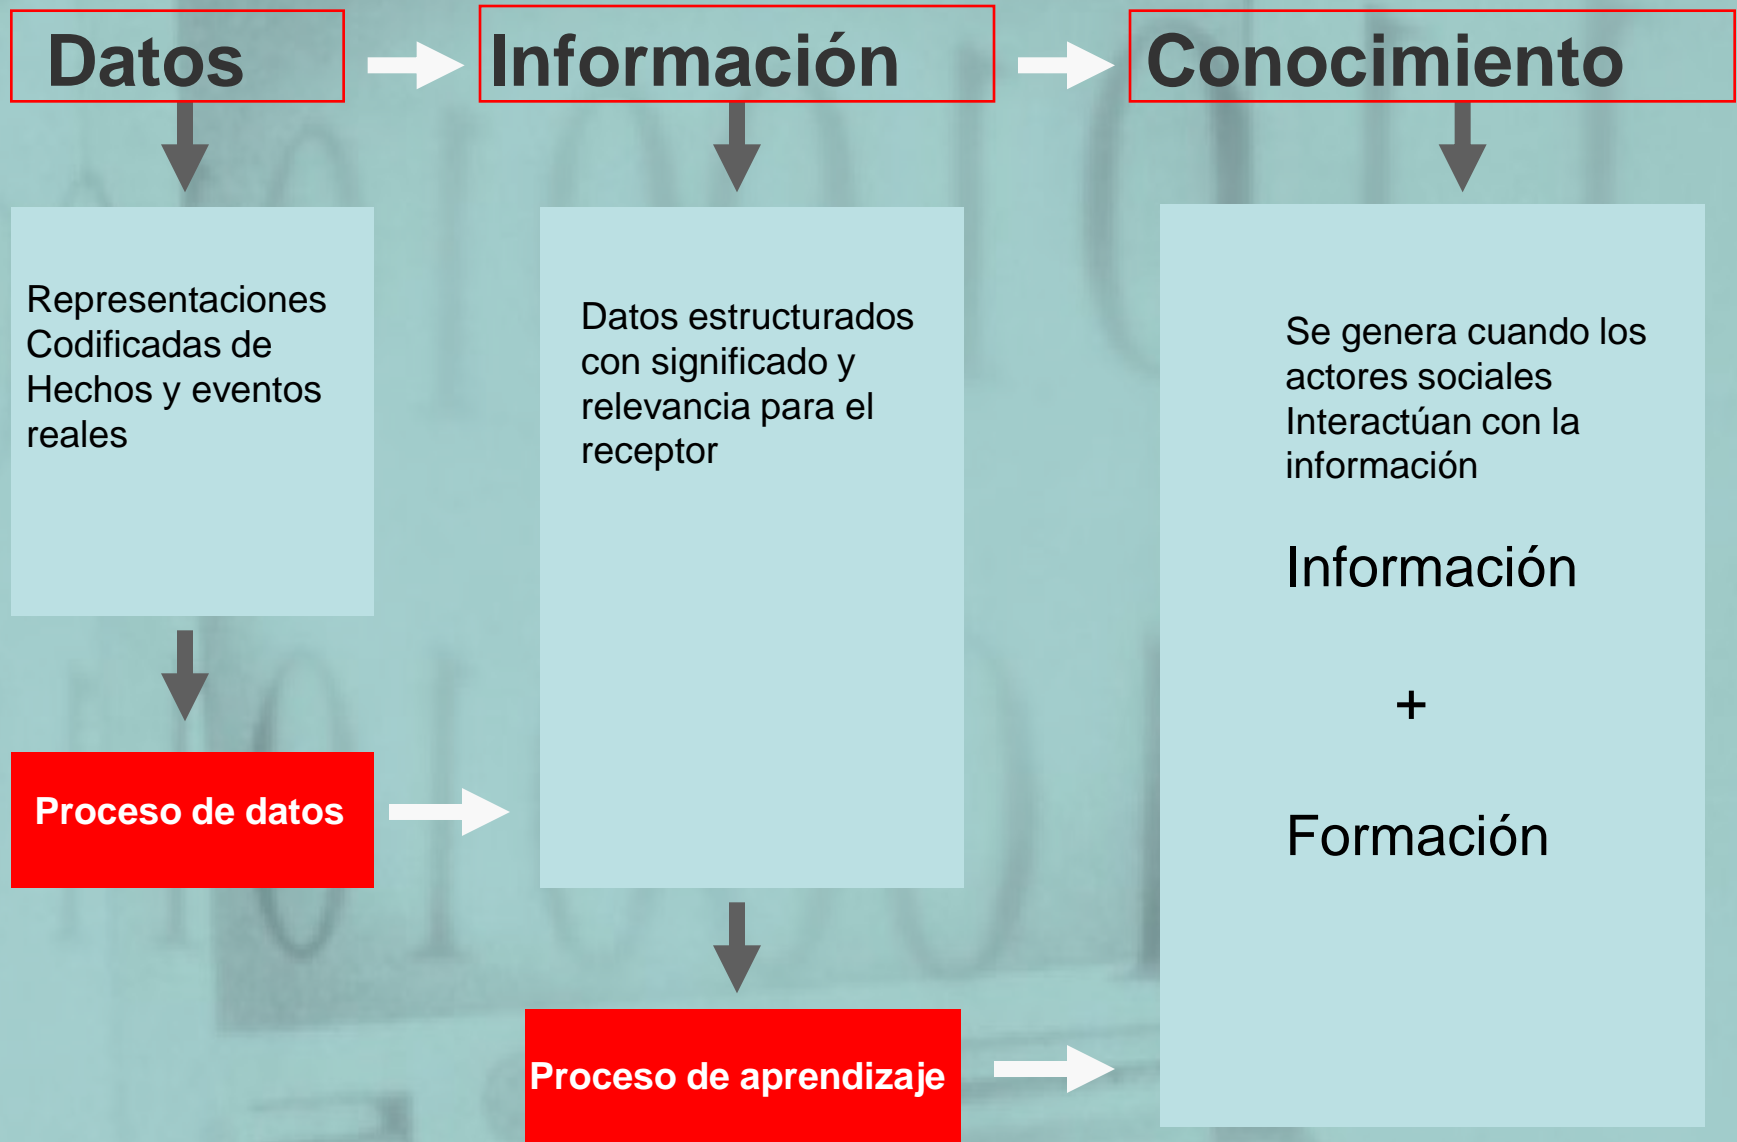 Datos
Información
Conocimiento
Representaciones
Codificadas de
Hechos y eventos
reales
Proceso de datos
Datos estructurados
con significado y
relevancia para el
receptor
Proceso de aprendizaje
Se genera cuando los
actores sociales
Interactúan con la
información
Información
+
Formación